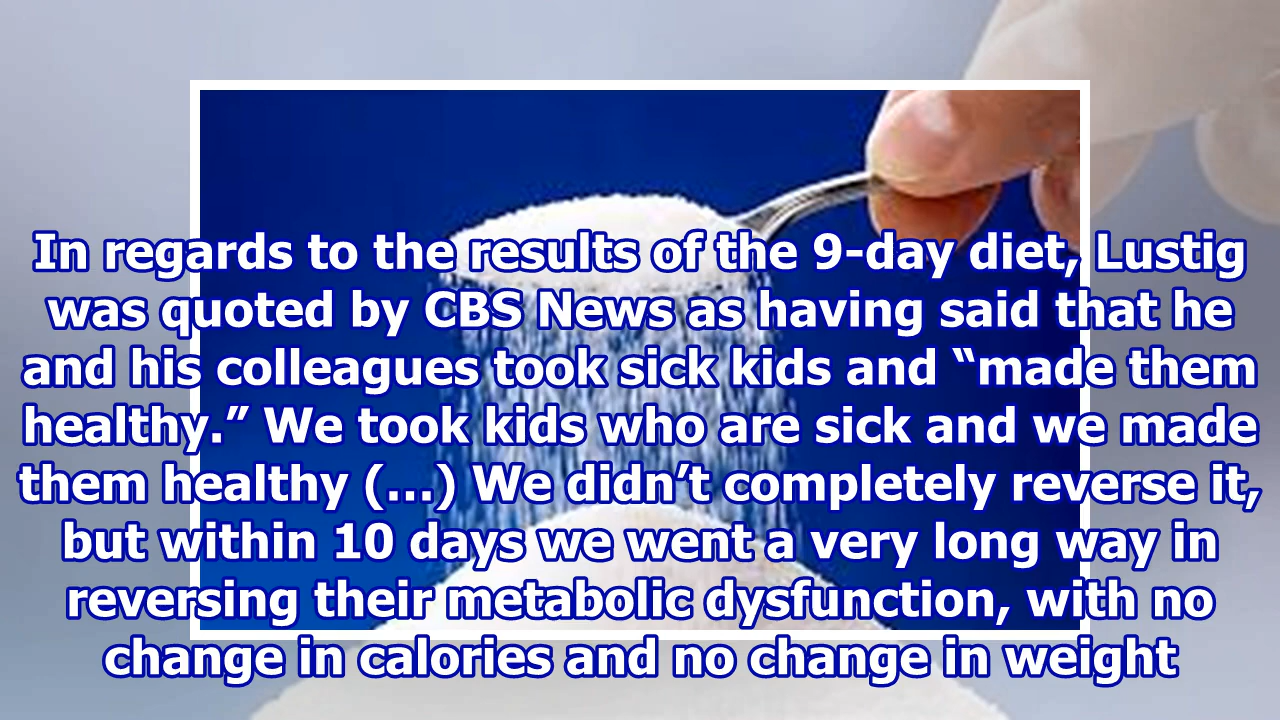 In regards to the results of the 9-day diet, Lustig
was quoted by CBS News as having said that he
and his colleagues took sick kids and “made them
healthy.” We took kids who are sick and we made
them healthy (...) We didn’t completely reverse it,
but within 10 days we went a very long way in
reversing their metabolic dysfunction, with no
change in calories and no change in weight